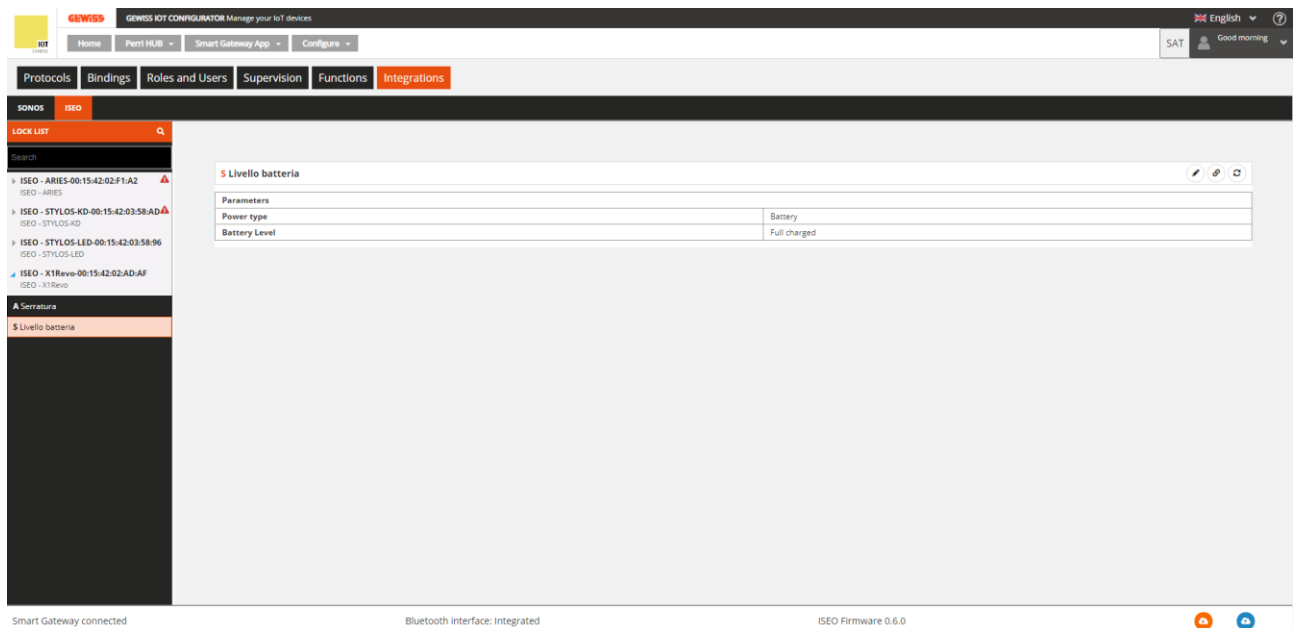 GEWISS
GEWISS IOT CONFIGURATOR Manage your IoT devices
English
?
IOT
Home
Perri HUB
Smart Gateway App
Configure
SAT
Good morning
Protocols
Bindings
Roles and Users
Supervision
Functions
Integrations
SONOS
ISEO
LOCK LIST
Search
ISEO - ARIES-00:15:42:02:F1:A2
ISEO - ARIES
ISEO - STYLOS-KD-00:15:42:03:58:AD
ISEO - STYLOS-KD
ISEO - STYLOS-LED-00:15:42:03:58:96
ISEO - STYLOS-LED
ISEO - X1Revo-00:15:42:02:AD:AF
ISEO - X1Revo
A Serratura
S Livello batteria
S Livello batteria
Parameters
Power type Battery
Battery Level Full charged
Smart Gateway connected
Bluetooth interface: Integrated
ISEO Firmware 0.6.0